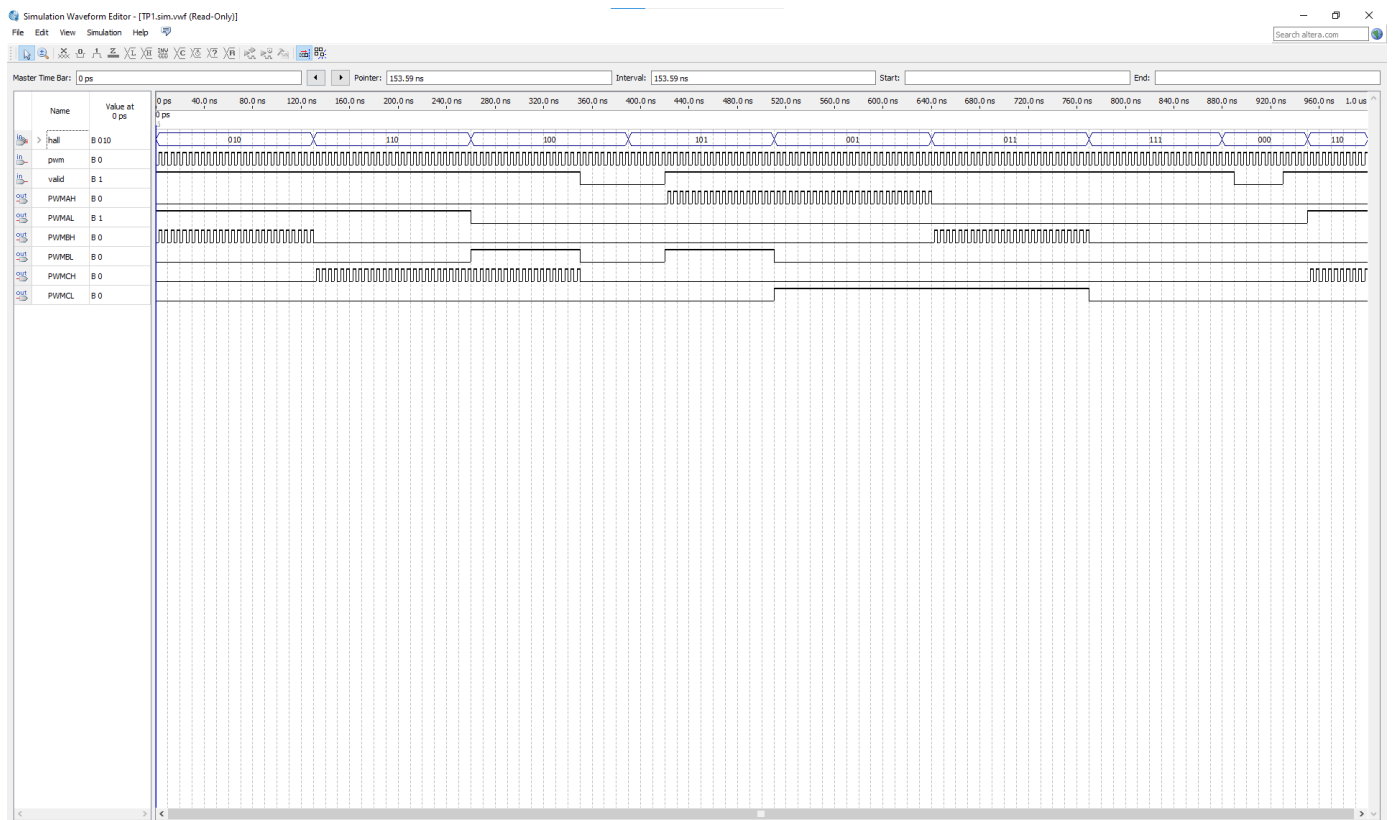 Simulation Waveform Editor - [TP1.sim.vwf (Read-Only)]
File Edit View Simulation Help
Search altera.com
Master Time Bar: 0 ps Pointer: 153.59 ns Interval: 153.59 ns Start: End:
Name Value at 0 ps
0 ps 40.0 ns 80.0 ns 120.0 ns 160.0 ns 200.0 ns 240.0 ns 280.0 ns 320.0 ns 360.0 ns 400.0 ns 440.0 ns 480.0 ns 520.0 ns 560.0 ns 600.0 ns 640.0 ns 680.0 ns 720.0 ns 760.0 ns 800.0 ns 840.0 ns 880.0 ns 920.0 ns 960.0 ns 1.0 us
0 ps
hall B 010 010 110 100 101 001 011 111 000 110
pwm B 0
valid B 1
PWMAH B 0
PWMAL B 1
PWMBH B 0
PWMBL B 0
PWMCH B 0
PWMCL B 0